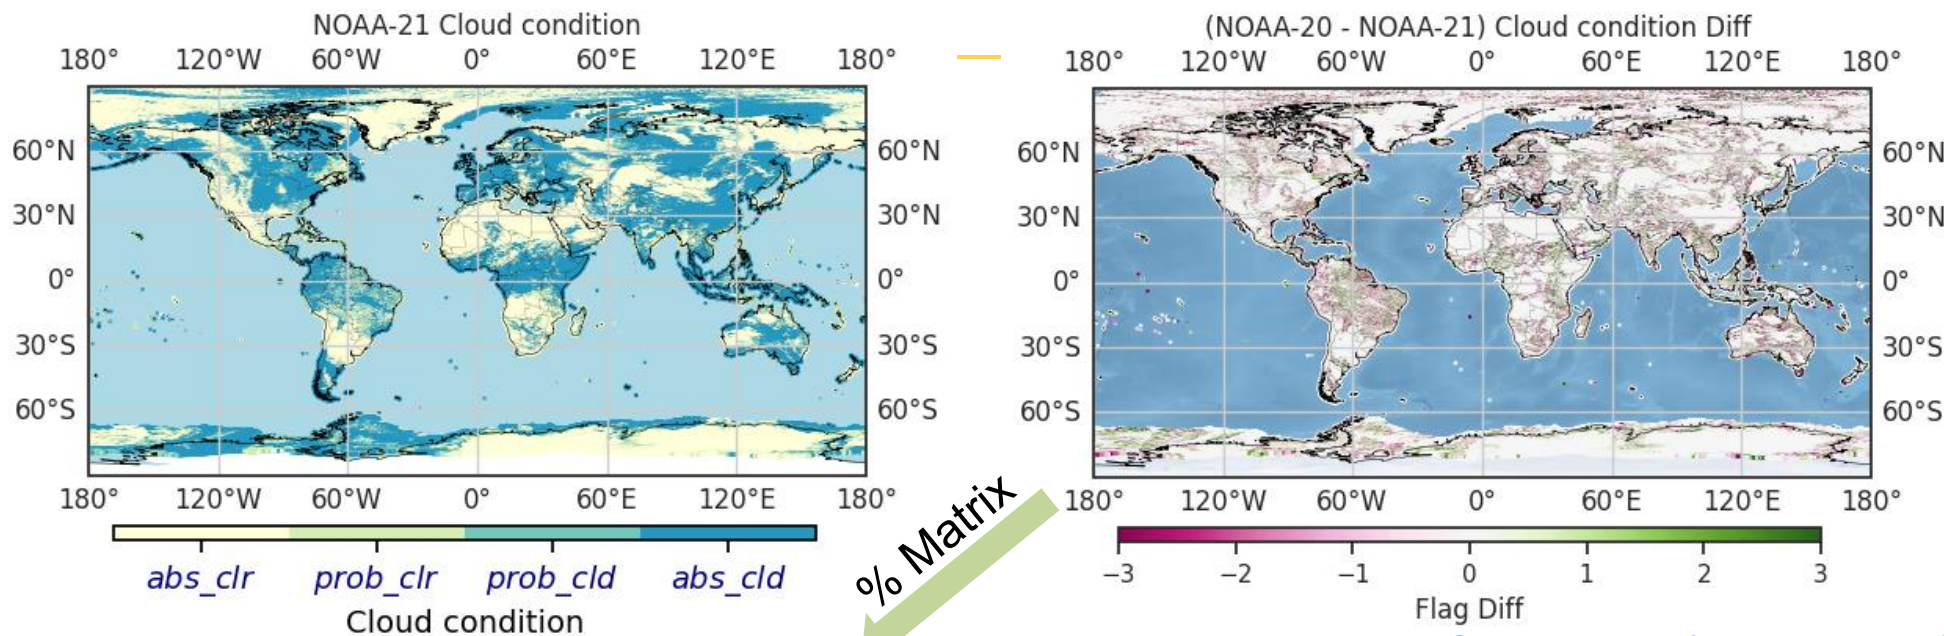 NOAA-21 Cloud condition
180° 120°W 60°W 0° 60°E 120°E 180°
60°N 60°N
30°N 30°N
0° 0°
30°S 30°S
60°S 60°S
180° 120°W 60°W 0° 60°E 120°E 180°
abs_clr prob_clr prob_cld abs_cld
Cloud condition
% Matrix
(NOAA-20 - NOAA-21) Cloud condition Diff
180° 120°W 60°W 0° 60°E 120°E 180°
60°N 60°N
30°N 30°N
0° 0°
30°S 30°S
60°S 60°S
180° 120°W 60°W 0° 60°E 120°E 180°
−3 −2 −1 0 1 2 3
Flag Diff